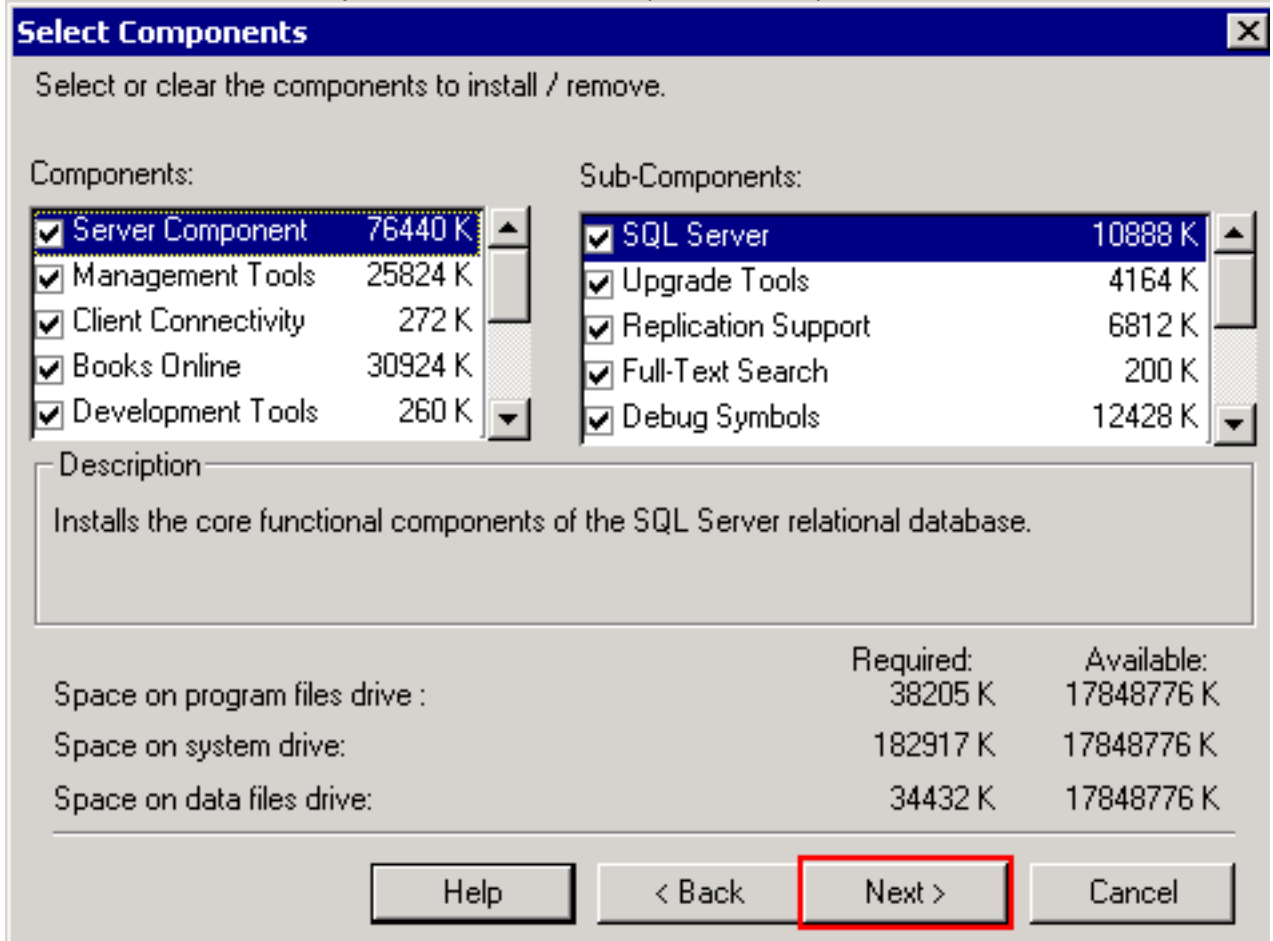 Select Components
Select or clear the components to install / remove.
Components:
Sub-Components:
Server Component 76440 K
Management Tools 25824 K
Client Connectivity 272 K
Books Online 30924 K
Development Tools 260 K
SQL Server 10888 K
Upgrade Tools 4164 K
Replication Support 6812 K
Full-Text Search 200 K
Debug Symbols 12428 K
Description
Installs the core functional components of the SQL Server relational database.
Required: Available:
Space on program files drive : 38205 K 17848776 K
Space on system drive: 182917 K 17848776 K
Space on data files drive: 34432 K 17848776 K
Help < Back Next > Cancel